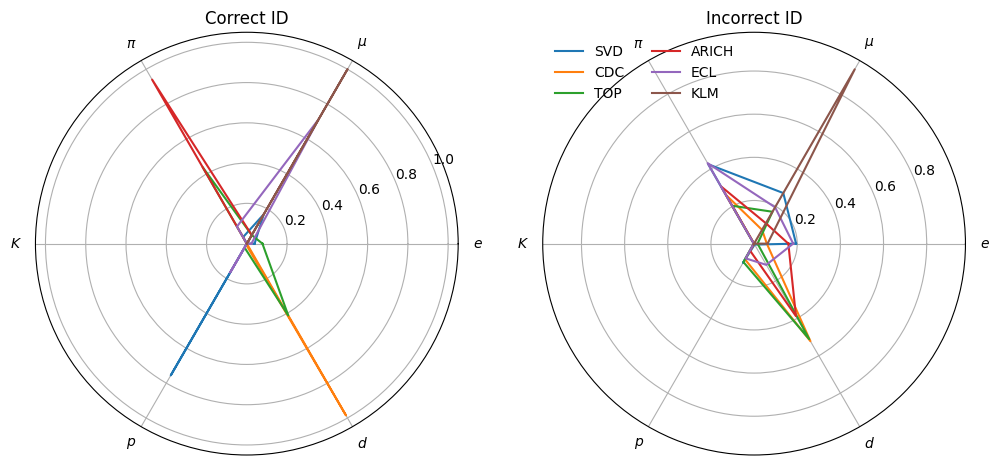 Correct ID
Incorrect ID
π
μ
K
e
p
d
0.2
0.4
0.6
0.8
1.0
SVD
CDC
TOP
ARICH
ECL
KLM
π
μ
K
e
p
d
0.2
0.4
0.6
0.8